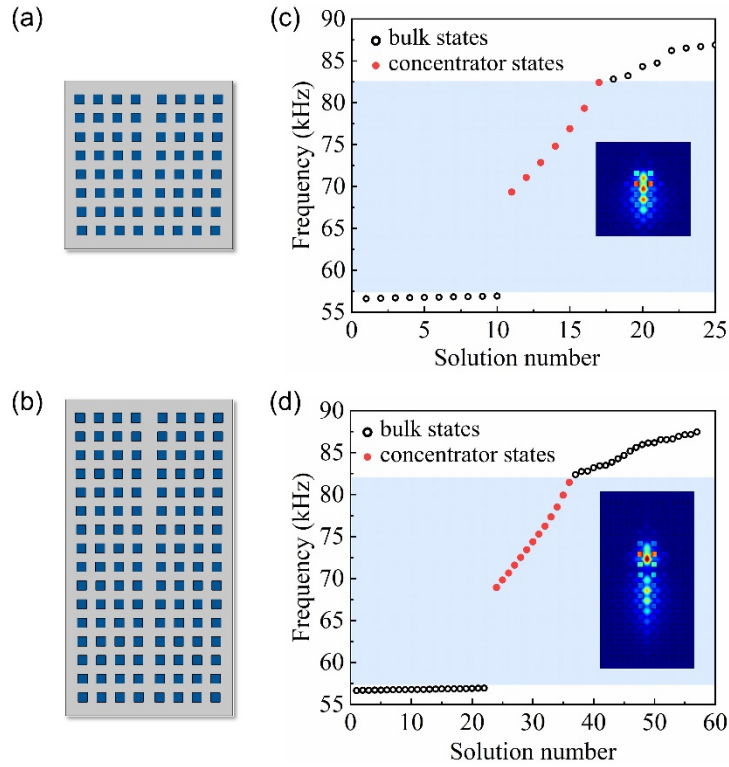 (a)
(c)
90
85
80
75
70
65
60
55
Frequency (kHz)
bulk states
concentrator states
0 5 10 15 20 25
Solution number
(b)
(d)
90
85
80
75
70
65
60
55
Frequency (kHz)
bulk states
concentrator states
0 10 20 30 40 50 60
Solution number